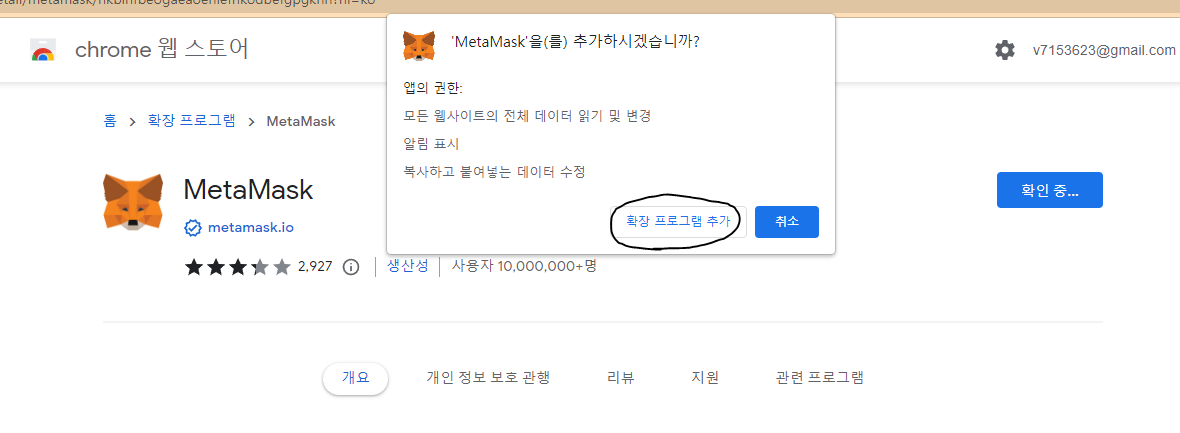 'MetaMask'을(를) 추가하시겠습니까?
앱의 권한:
모든 웹사이트의 전체 데이터 읽기 및 변경
알림 표시
복사하고 붙여넣는 데이터 수정
확장 프로그램 추가 취소
chrome 웹 스토어
v7153623@gmail.com
홈 > 확장 프로그램 > MetaMask
MetaMask
확인 중...
metamask.io
2,927 생산성 사용자 10,000,000+명
개요 개인 정보 보호 관행 리뷰 지원 관련 프로그램